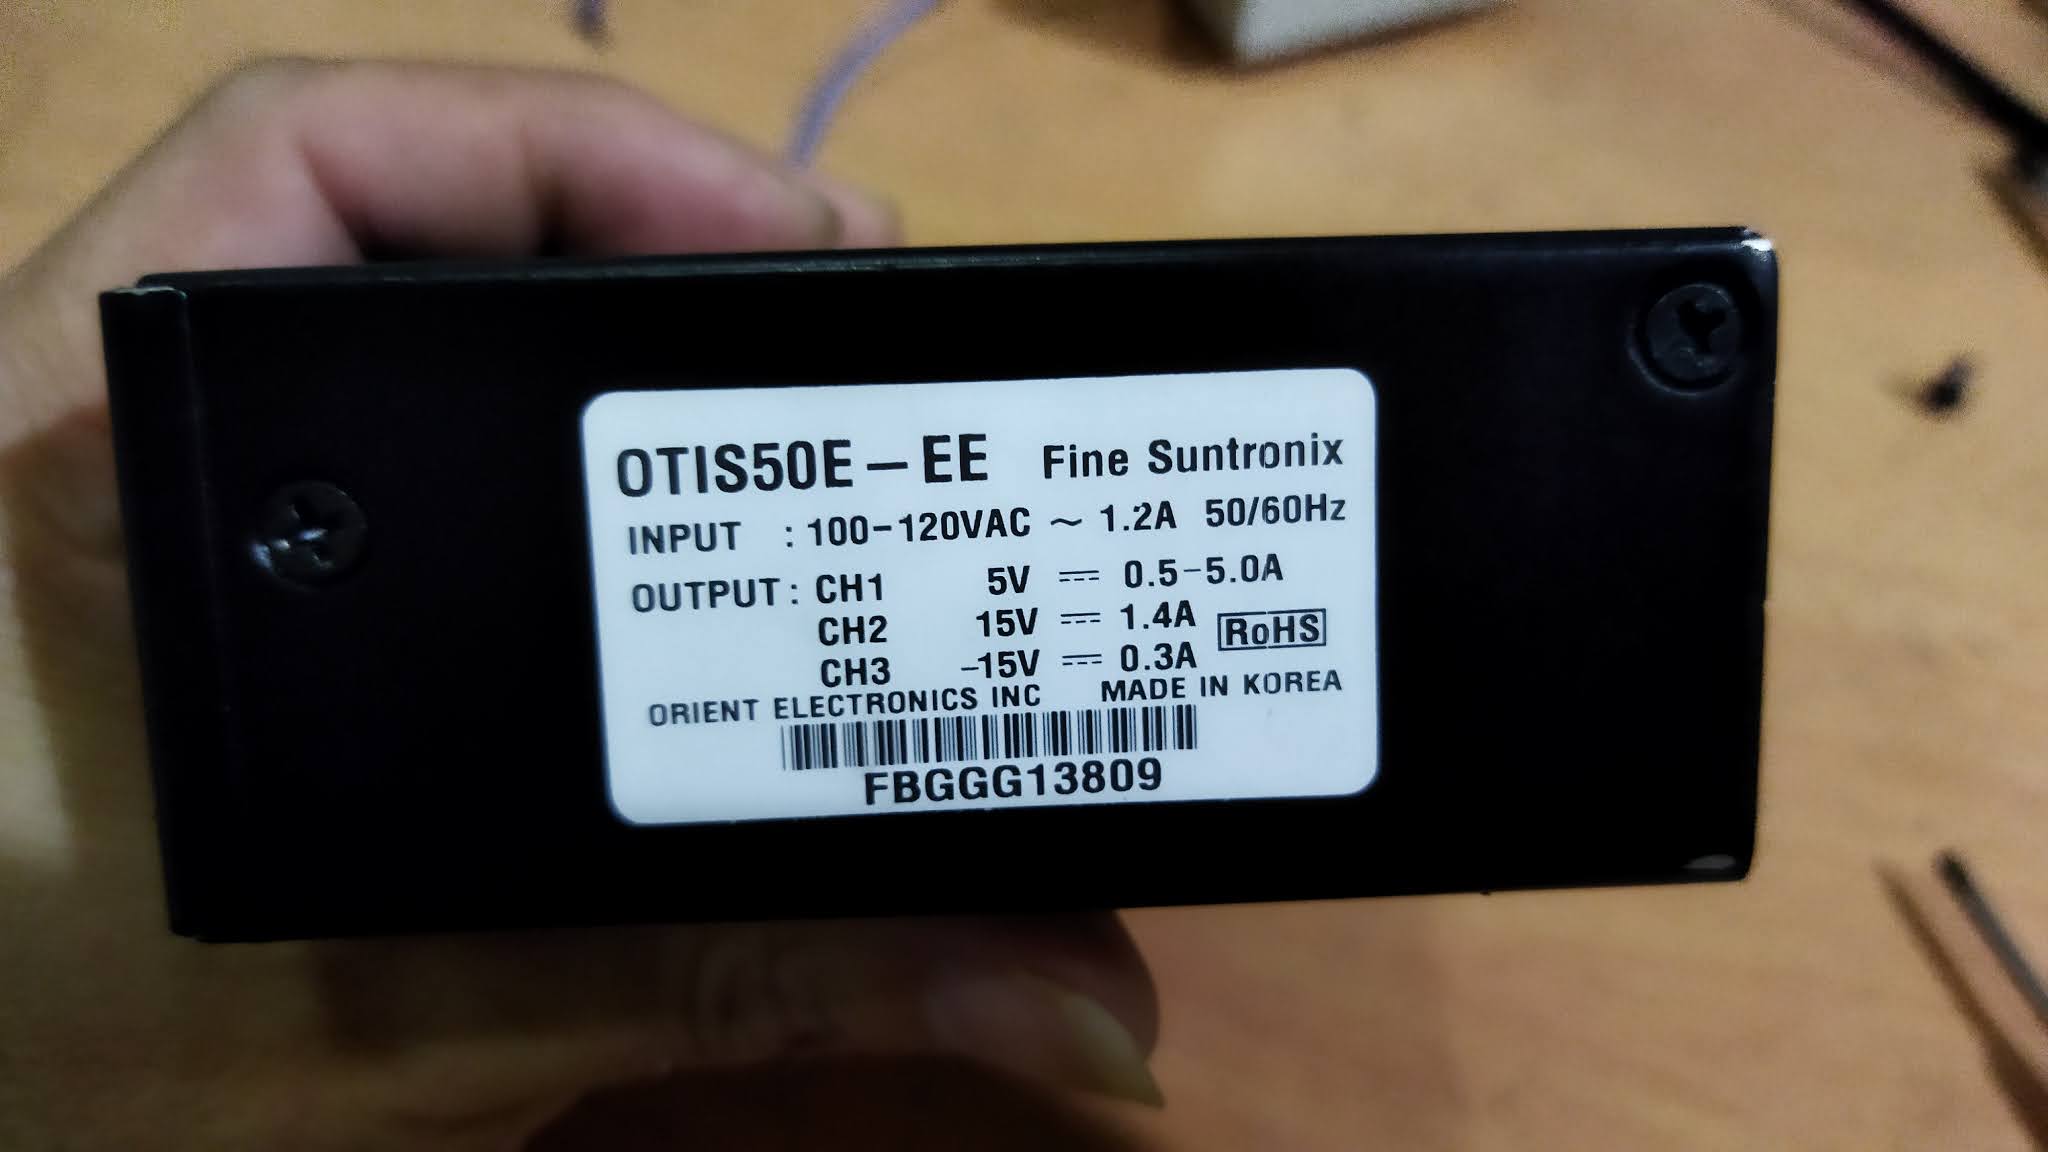 OTIS50E-EE Fine Suntronix
INPUT : 100-120VAC ~ 1.2A 50/60Hz
OUTPUT : CH1 5V ⎓ 0.5-5.0A
CH2 15V ⎓ 1.4A
CH3 -15V ⎓ 0.3A
RoHS
ORIENT ELECTRONICS INC MADE IN KOREA
FBGGG13809